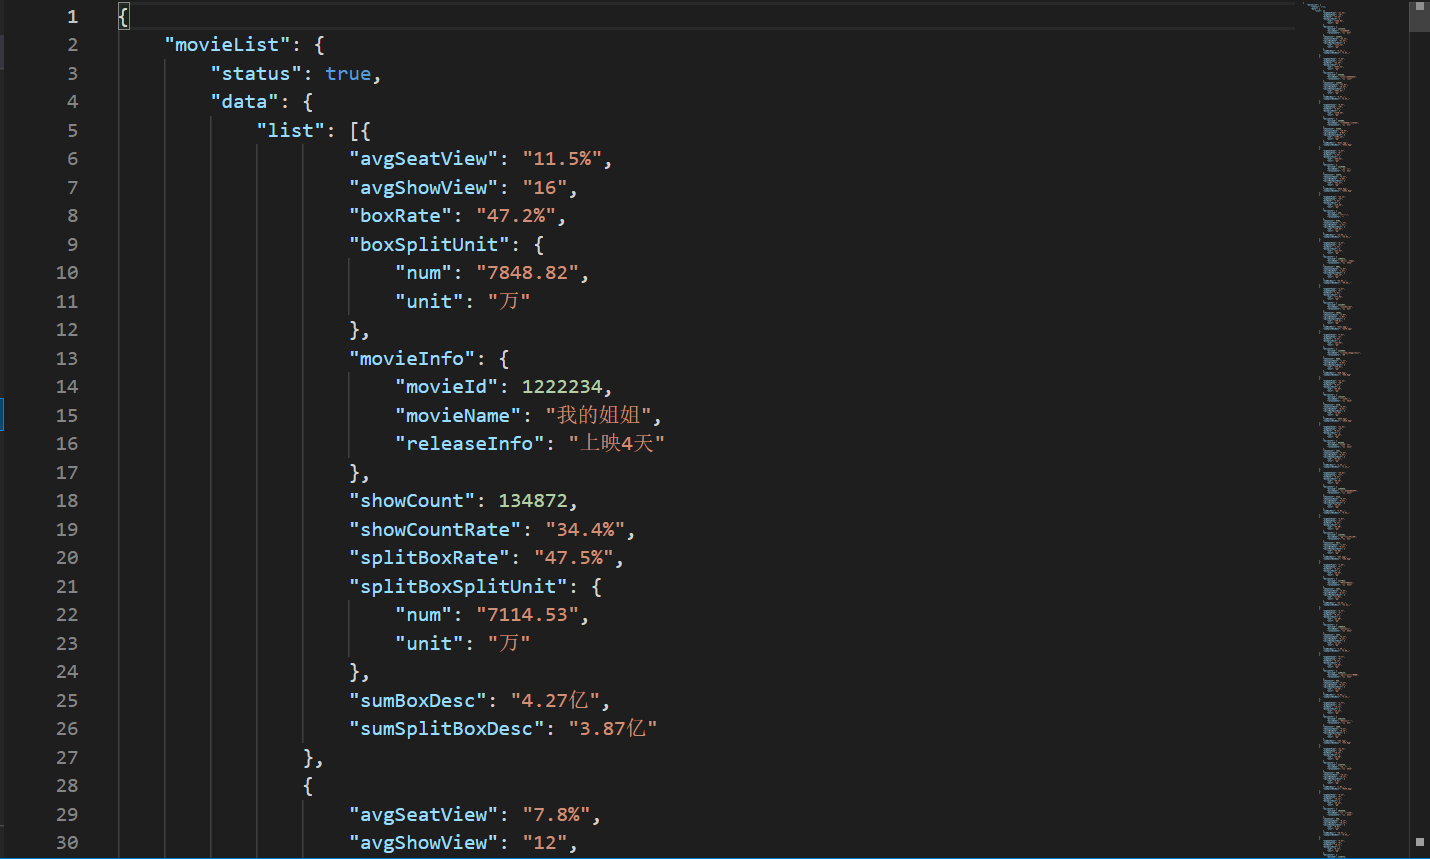 1 {
2 "movieList": {
3 "status": true,
4 "data": {
5 "list": [{
6 "avgSeatView": "11.5%",
7 "avgShowView": "16",
8 "boxRate": "47.2%",
9 "boxSplitUnit": {
10 "num": "7848.82",
11 "unit": "万"
12 },
13 "movieInfo": {
14 "movieId": 1222234,
15 "movieName": "我的姐姐",
16 "releaseInfo": "上映4天"
17 },
18 "showCount": 134872,
19 "showCountRate": "34.4%",
20 "splitBoxRate": "47.5%",
21 "splitBoxSplitUnit": {
22 "num": "7114.53",
23 "unit": "万"
24 },
25 "sumBoxDesc": "4.27亿",
26 "sumSplitBoxDesc": "3.87亿"
27 },
28 {
29 "avgSeatView": "7.8%",
30 "avgShowView": "12",